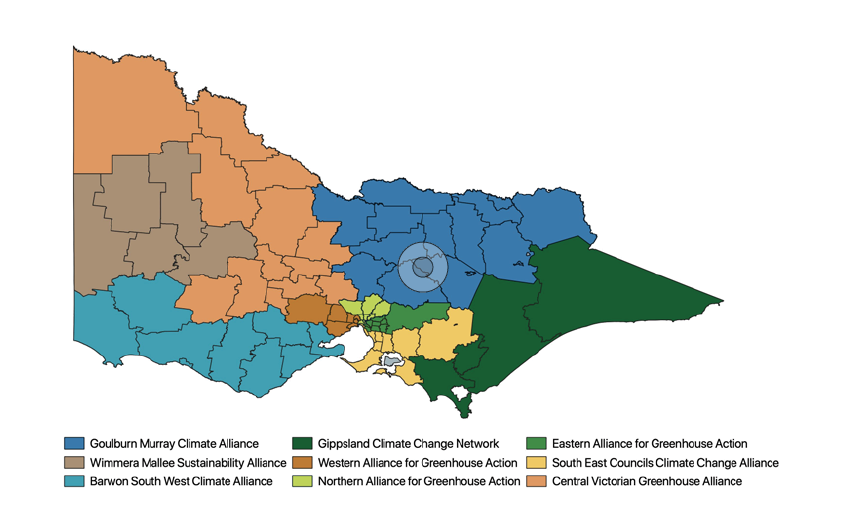 Goulburn Murray Climate Alliance Gippsland Climate Change Network Eastern Alliance for Greenhouse Action
Wimmera Mallee Sustainability Alliance Western Alliance for Greenhouse Action South East Councils Climate Change Alliance
Barwon South West Climate Alliance Northern Alliance for Greenhouse Action Central Victorian Greenhouse Alliance